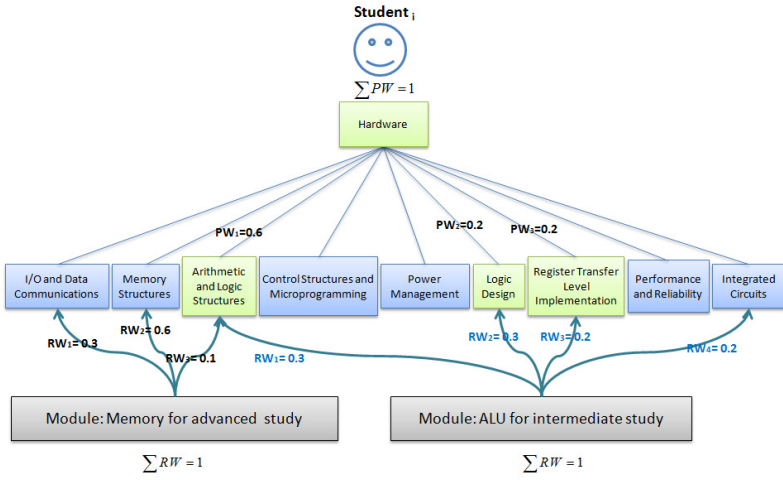 Student i
∑ PW = 1
Hardware
PW₁=0.6
PW₂=0.2
PW₃=0.2
I/O and Data
Communications
Memory
Structures
Arithmetic
and Logic
Structures
Control Structures and
Microprogramming
Power
Management
Logic
Design
Register Transfer
Level
Implementation
Performance
and Reliability
Integrated
Circuits
RW₁= 0.3
RW₂= 0.6
RW₃= 0.1
RW₁= 0.3
RW₂= 0.3
RW₃= 0.2
RW₄= 0.2
Module: Memory for advanced study
Module: ALU for intermediate study
∑ RW = 1
∑ RW = 1